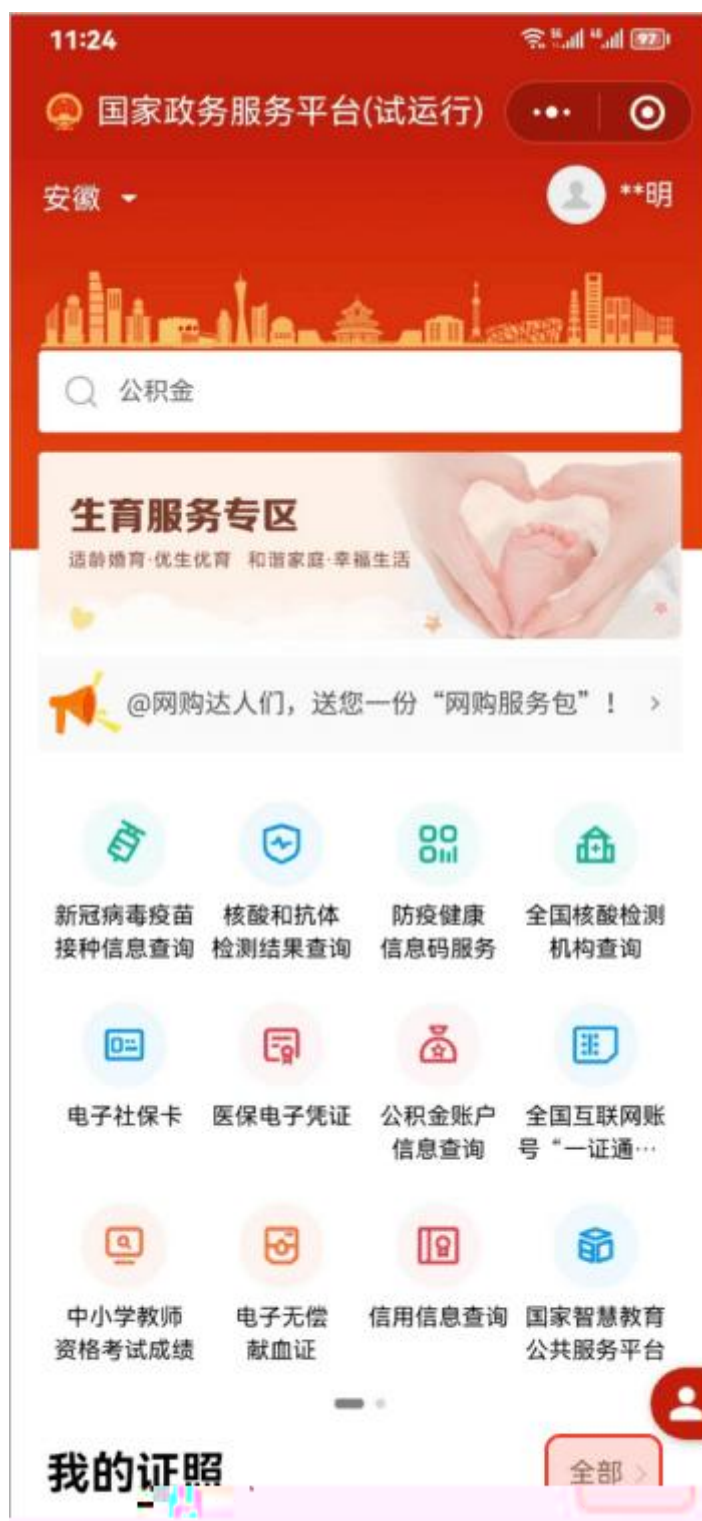 11:24 5G 4G 97
国家政务服务平台(试运行)
安徽 **明
公积金
生育服务专区
适龄婚育·优生优育 和谐家庭·幸福生活
@网购达人们，送您一份“网购服务包”！ >
新冠病毒疫苗 核酸和抗体 防疫健康 全国核酸检测
接种信息查询 检测结果查询 信息码服务 机构查询
电子社保卡 医保电子凭证 公积金账户 全国互联网账
信息查询 号“一证通…
中小学教师 电子无偿 信用信息查询 国家智慧教育
资格考试成绩 献血证 公共服务平台
我的证照 全部 >